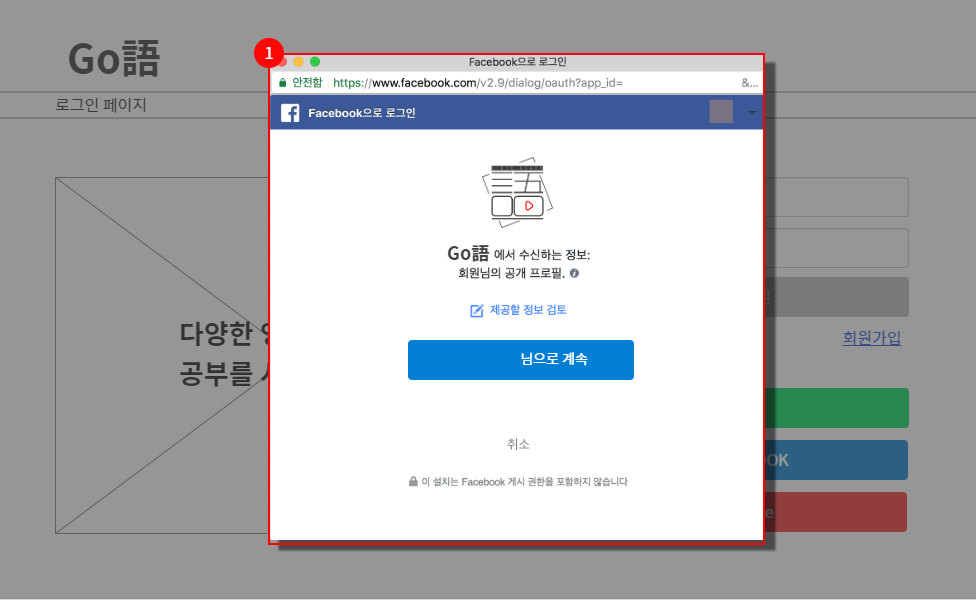 Go語
로그인 페이지
1
Facebook으로 로그인
안전함 https://www.facebook.com/v2.9/dialog/oauth?app_id= &...
Facebook으로 로그인
Go語 에서 수신하는 정보:
회원님의 공개 프로필.
제공할 정보 검토
님으로 계속
취소
이 설치는 Facebook 게시 권한을 포함하지 않습니다
다양한
공부를
회원가입
OK
e